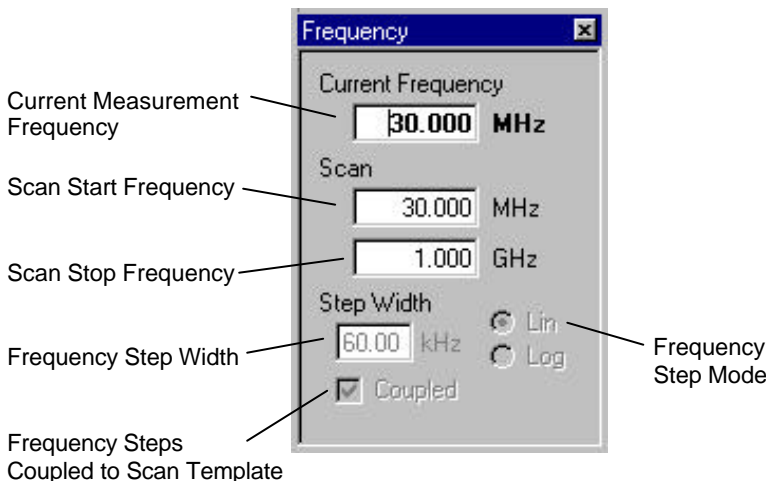 Frequency
Current Frequency
Current Measurement
Frequency
30.000 MHz
Scan
Scan Start Frequency
30.000 MHz
Scan Stop Frequency
1.000 GHz
Step Width
Frequency Step Width
60.00 kHz
Lin
Log
Frequency
Step Mode
Coupled
Frequency Steps
Coupled to Scan Template